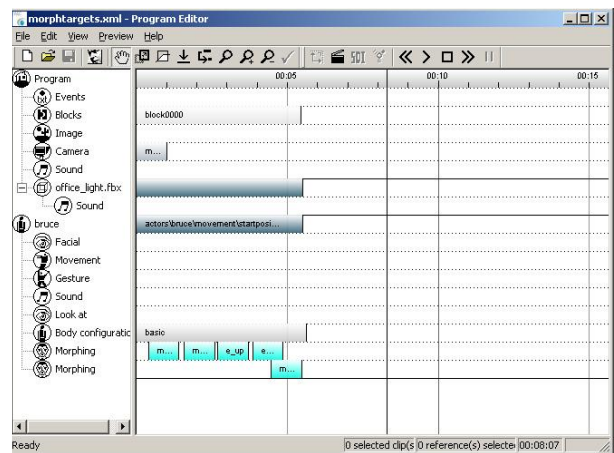 morphtargets.xml - Program Editor
File Edit View Preview Help
SDI
00:05 00:10 00:15
Program
Events
Blocks
block0000
Image
Camera
m...
Sound
office_light.fbx
Sound
bruce
actors\bruce\movement\startposi...
Facial
Movement
Gesture
Sound
Look at
Body configuratic
basic
Morphing
m... m... e_up e...
Morphing
m...
Ready
0 selected clip(s 0 reference(s) selecte 00:08:07